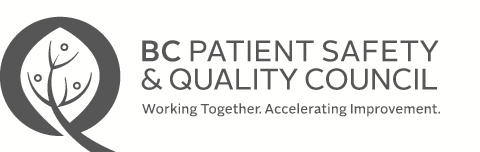 BC PATIENT SAFETY
& QUALITY COUNCIL
Working Together. Accelerating Improvement.